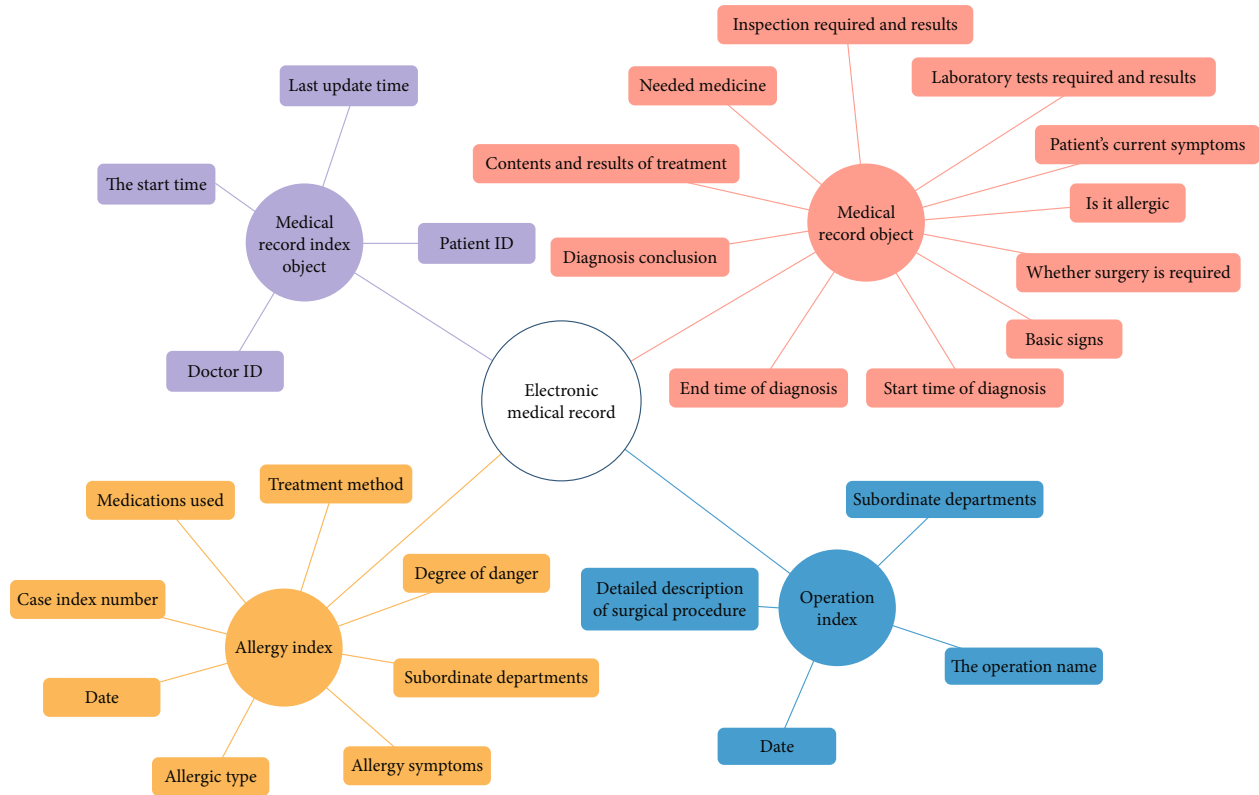 Inspection required and results
Last update time
Needed medicine
Laboratory tests required and results
Patient's current symptoms
Contents and results of treatment
The start time
Is it allergic
Medical
record index
object
Medical
record object
Patient ID
Diagnosis conclusion
Whether surgery is required
Basic signs
Doctor ID
End time of diagnosis
Start time of diagnosis
Electronic
medical record
Treatment method
Medications used
Subordinate departments
Degree of danger
Case index number
Detailed description
of surgical procedure
Operation
index
Allergy index
Subordinate departments
The operation name
Date
Date
Allergy symptoms
Allergic type